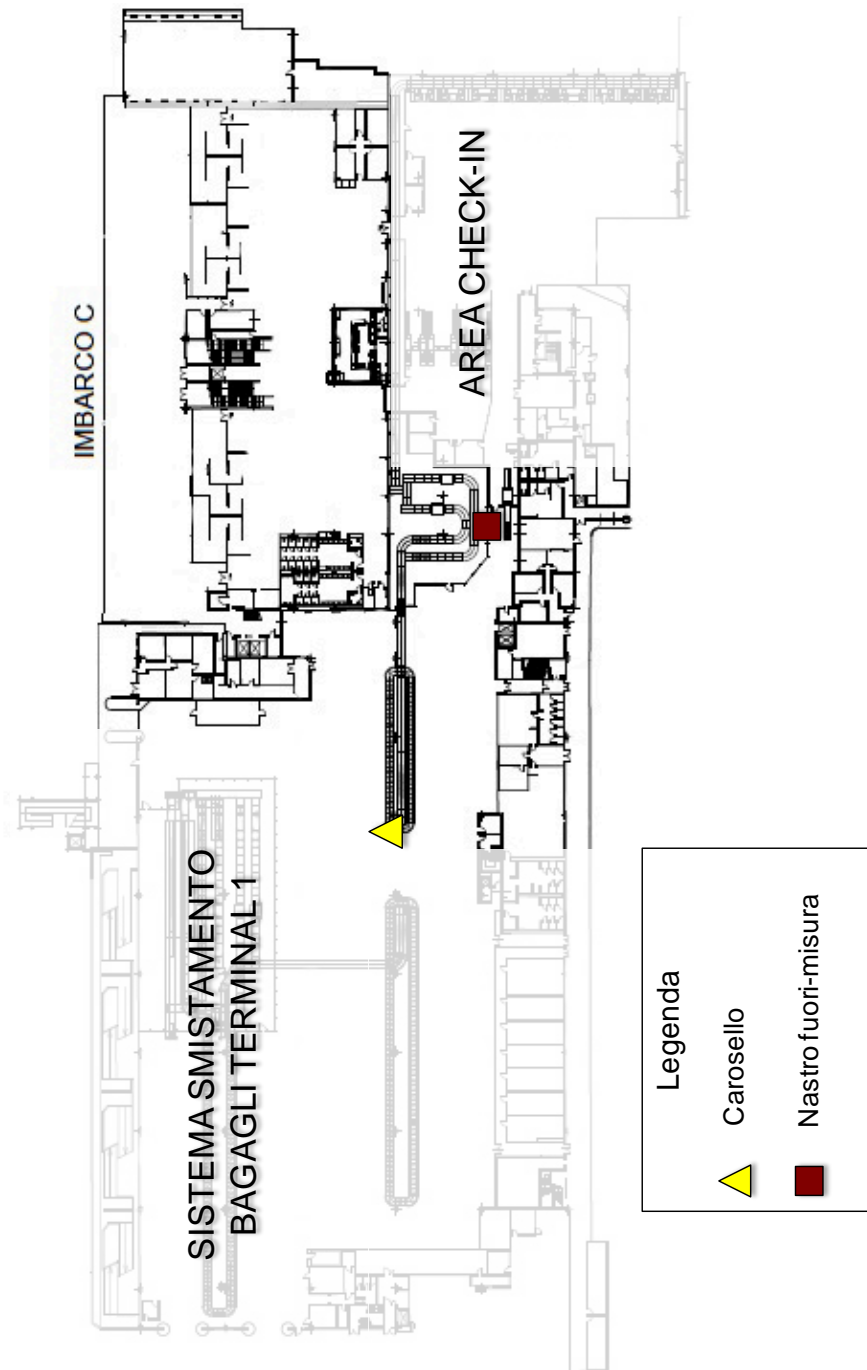 IMBARCO C
AREA CHECK-IN
SISTEMA SMISTAMENTO
BAGAGLI TERMINAL 1
Legenda
Carosello
Nastro fuori-misura